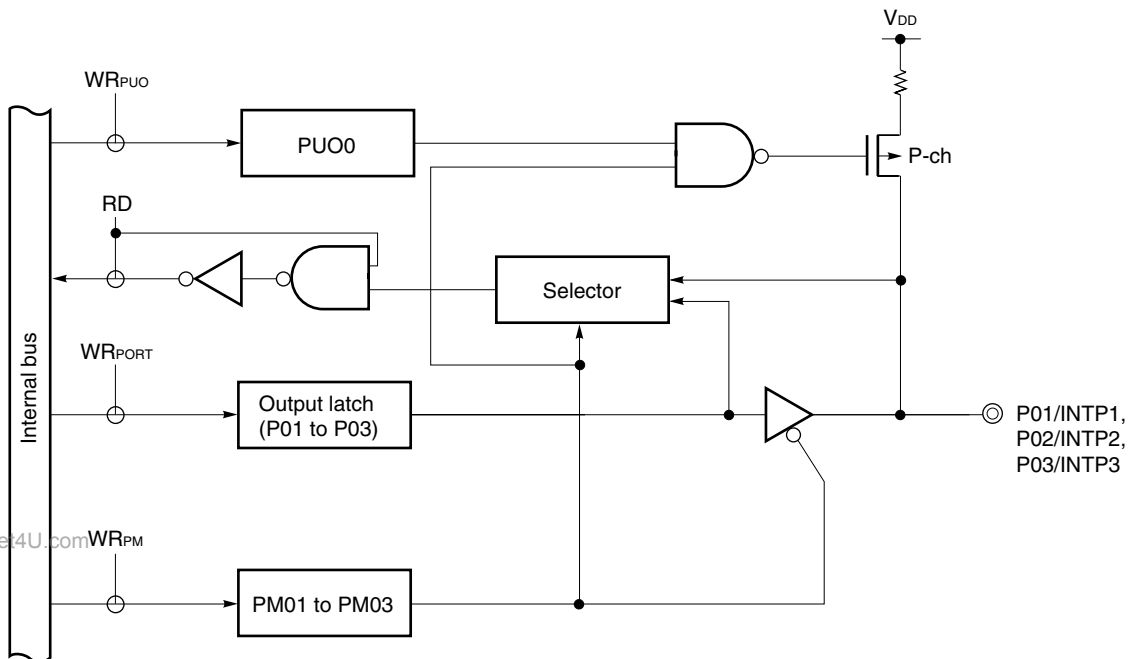 VDD
WRPUO
PUO0
P-ch
RD
Selector
Internal bus
WRPORT
Output latch
(P01 to P03)
P01/INTP1,
P02/INTP2,
P03/INTP3
et4U.com
WRPM
PM01 to PM03